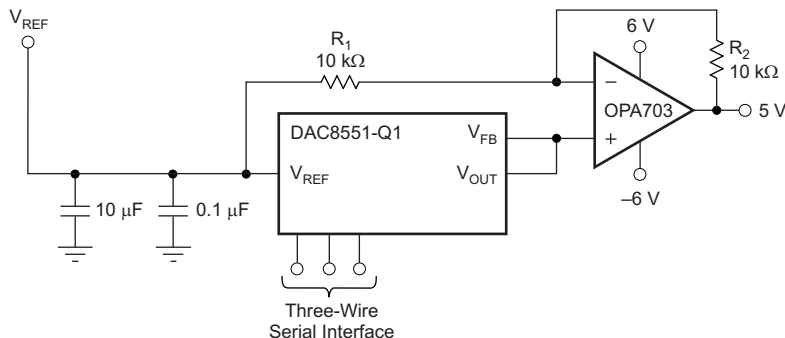 VREF
R1
10 kΩ
6 V
R2
10 kΩ
–
OPA703
5 V
+
–6 V
DAC8551-Q1
VFB
VREF
VOUT
10 μF
0.1 μF
Three-Wire
Serial Interface